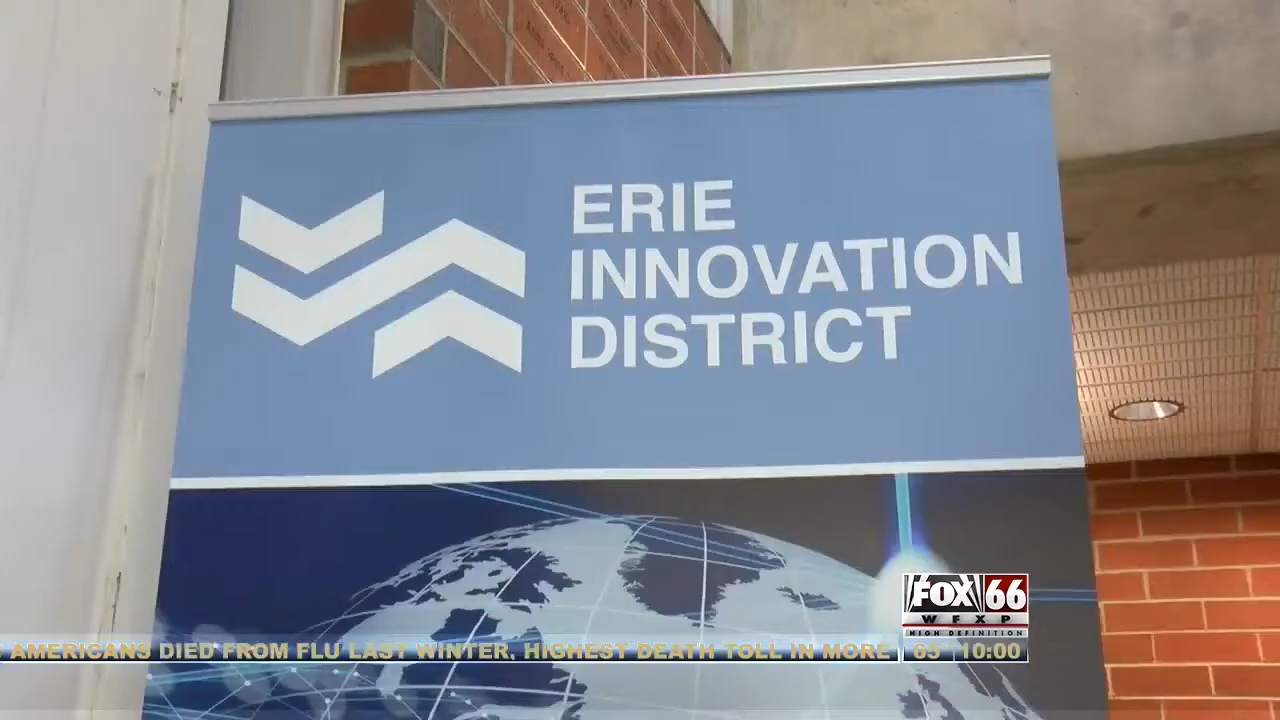 ERIE
INNOVATION
DISTRICT
FOX 66
WFXP
HIGH DEFINITION
AMERICANS DIED FROM FLU LAST WINTER, HIGHEST DEATH TOLL IN MORE
65° 10:00